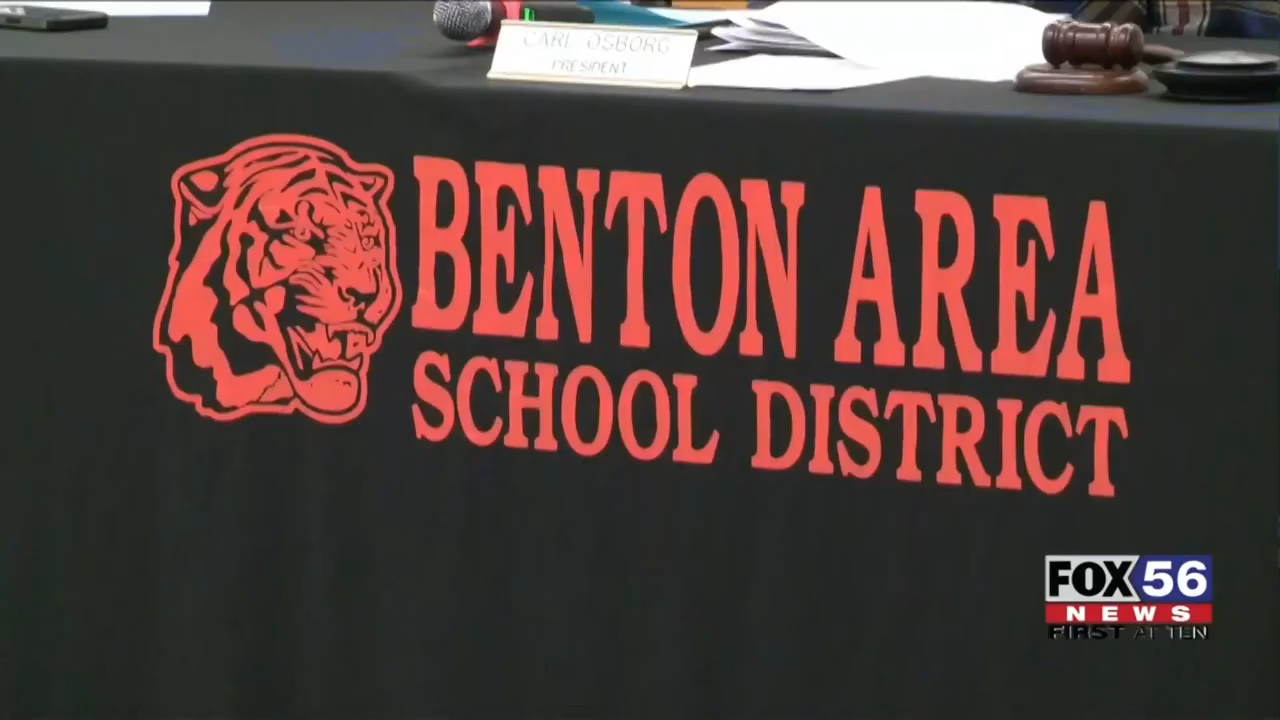 CARL OSBORG
PRESIDENT
BENTON AREA
SCHOOL DISTRICT
FOX 56
NEWS
FIRST AT TEN